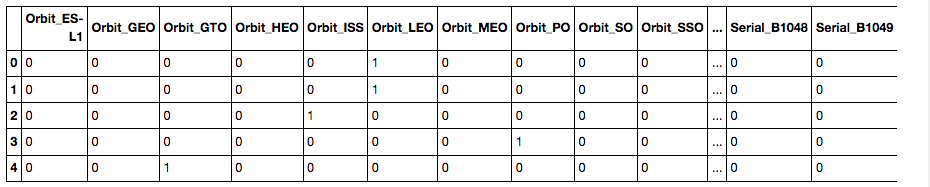 Orbit_ES-L1 Orbit_GEO Orbit_GTO Orbit_HEO Orbit_ISS Orbit_LEO Orbit_MEO Orbit_PO Orbit_SO Orbit_SSO ... Serial_B1048 Serial_B1049
0 0 0 0 0 0 1 0 0 0 0 ... 0 0
1 0 0 0 0 0 1 0 0 0 0 ... 0 0
2 0 0 0 0 1 0 0 0 0 0 ... 0 0
3 0 0 0 0 0 0 0 1 0 0 ... 0 0
4 0 0 1 0 0 0 0 0 0 0 ... 0 0